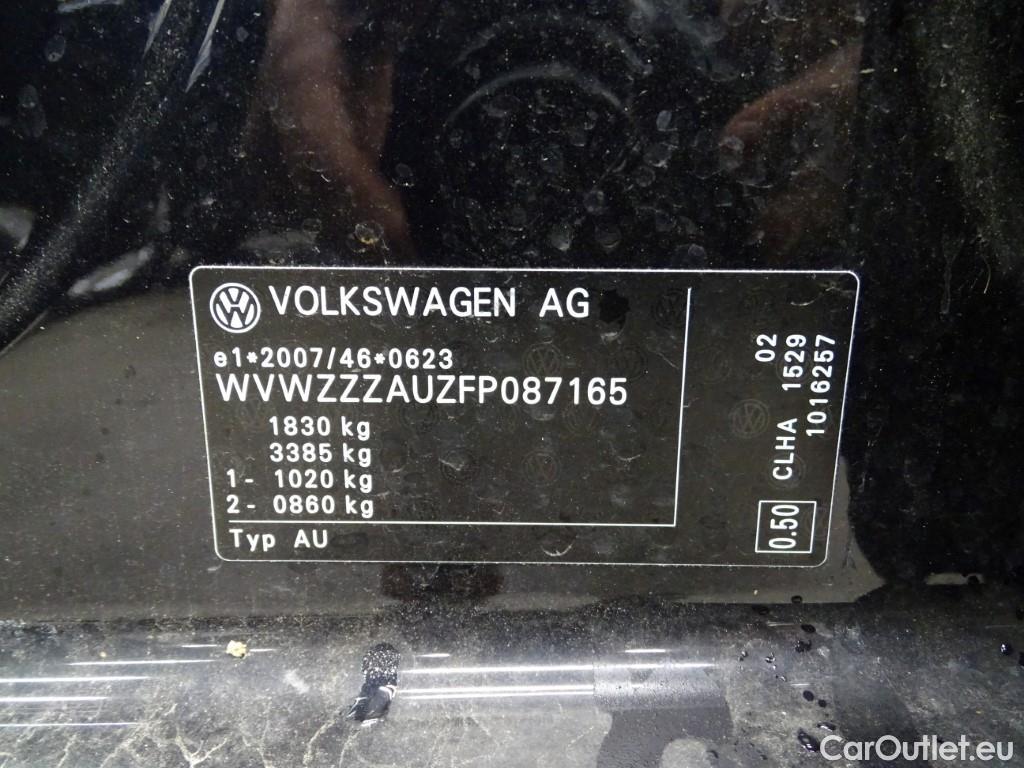 VOLKSWAGEN AG
e1*2007/46*0623
WVWZZZAUZFP087165
1830 kg
3385 kg
1- 1020 kg
2- 0860 kg
Typ AU
02
CLHA 1529
1016257
0.50
CarOutlet.eu